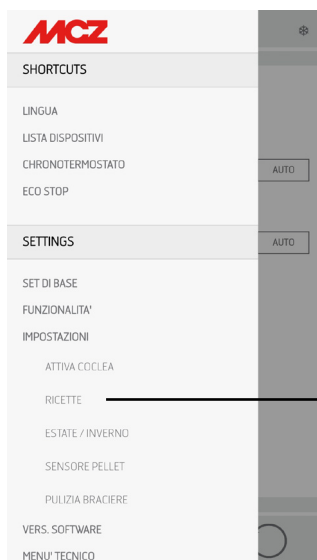 MCZ
SHORTCUTS
LINGUA
LISTA DISPOSITIVI
CHRONOTERMOSTATO
AUTO
ECO STOP
SETTINGS
AUTO
SET DI BASE
FUNZIONALITA'
IMPOSTAZIONI
ATTIVA COCLEA
RICETTE
ESTATE / INVERNO
SENSORE PELLET
PULIZIA BRACIERE
VERS. SOFTWARE
MENU' TECNICO